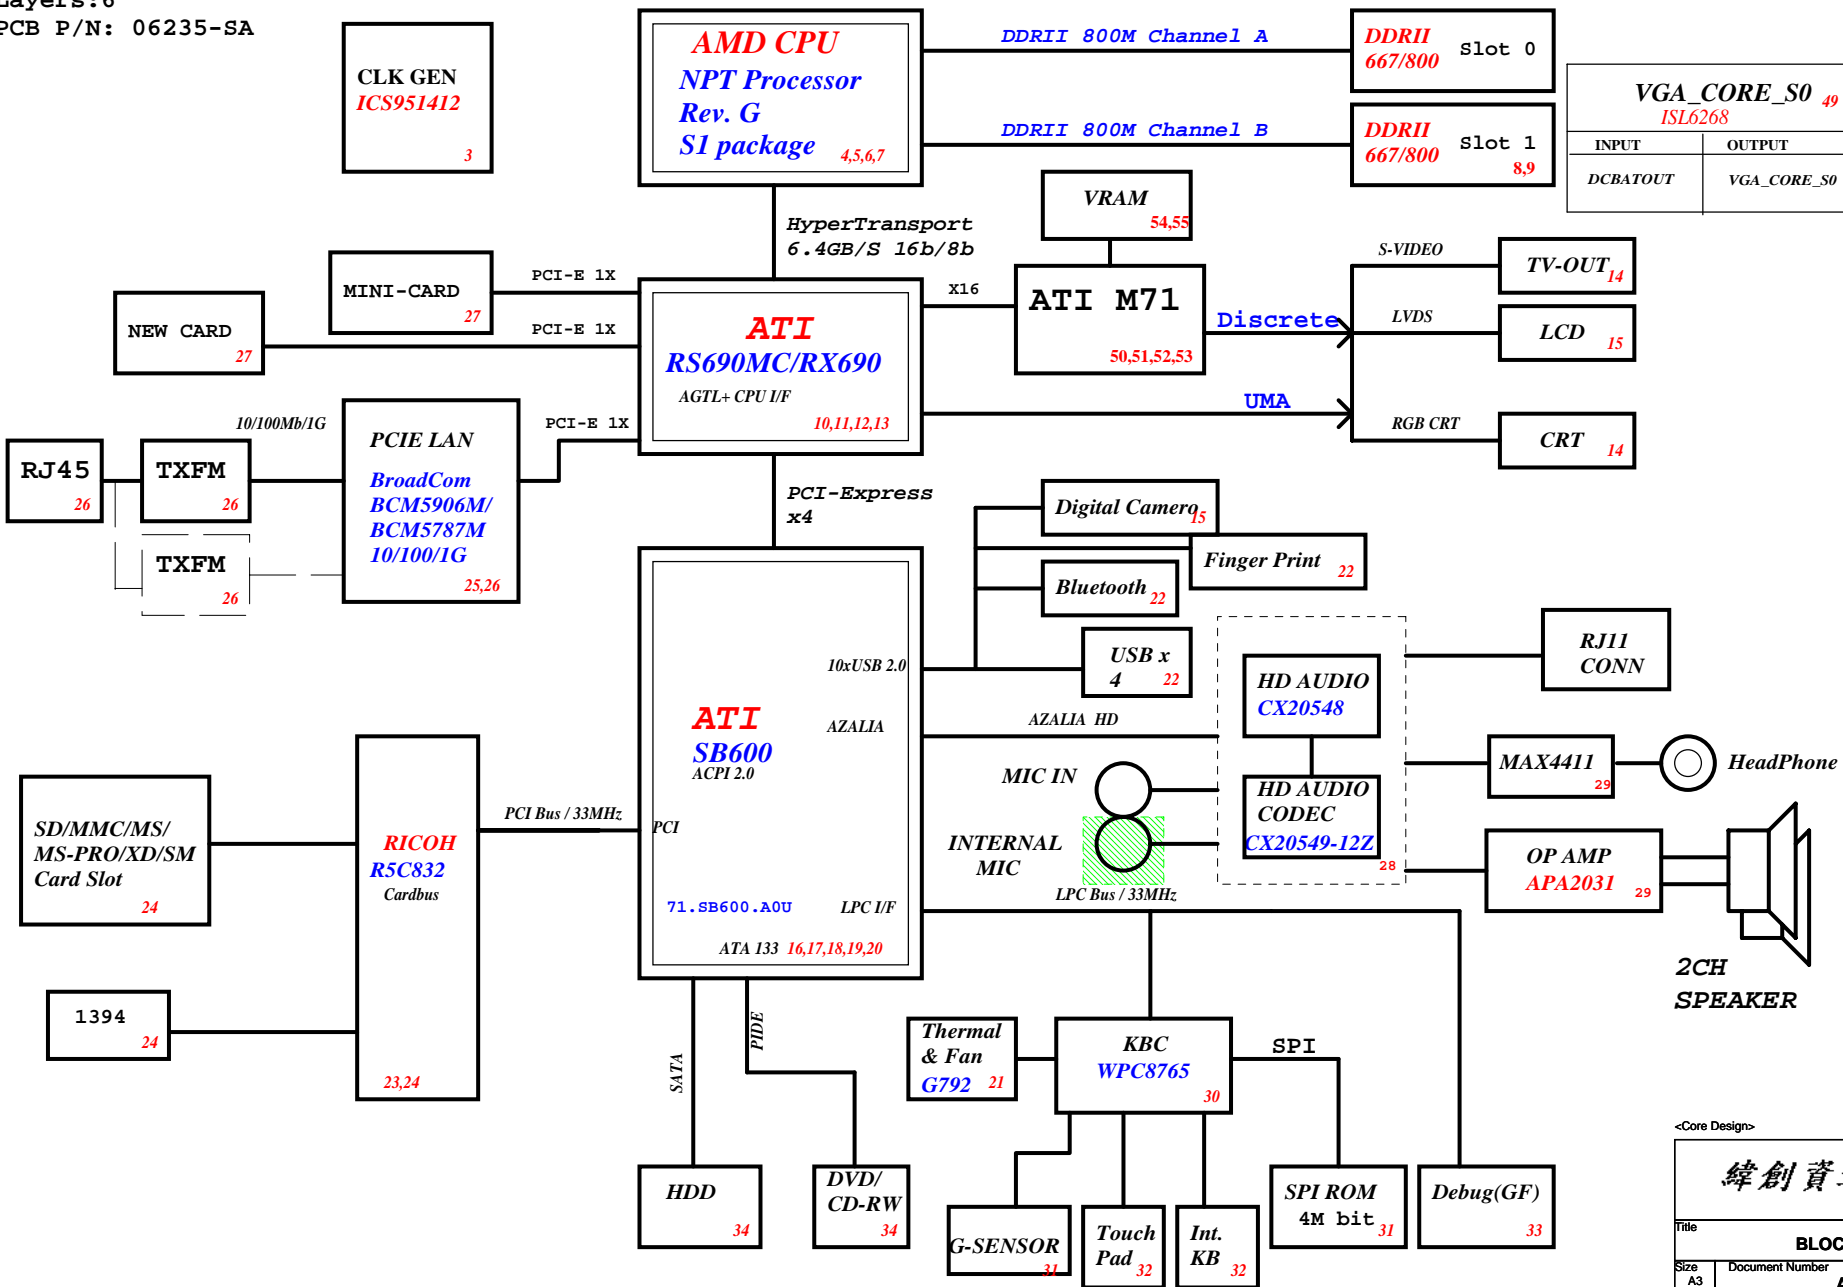 Layers:6
PCB P/N: 06235-SA
CLK GEN
ICS951412
3
AMD CPU
NPT Processor
Rev. G
S1 package
4,5,6,7
DDRII 800M Channel A
DDRII
667/800
Slot 0
DDRII 800M Channel B
DDRII
667/800
Slot 1
8,9
VGA_CORE_S0
49
ISL6268
INPUT
OUTPUT
DCBATOUT
VGA_CORE_S0
HyperTransport
6.4GB/S 16b/8b
VRAM
54,55
MINI-CARD
27
PCI-E 1X
NEW CARD
27
PCI-E 1X
ATI
RS690MC/RX690
AGTL+ CPU I/F
10,11,12,13
X16
ATI M71
50,51,52,53
Discrete
UMA
S-VIDEO
TV-OUT
14
LVDS
LCD
15
RGB CRT
CRT
14
RJ45
26
TXFM
26
TXFM
26
10/100Mb/1G
PCIE LAN
BroadCom
BCM5906M/
BCM5787M
10/100/1G
25,26
PCI-E 1X
PCI-Express
x4
Digital Camero
15
Finger Print
22
Bluetooth
22
USB x
4
22
10xUSB 2.0
AZALIA
ATI
SB600
ACPI 2.0
PCI
71.SB600.A0U
LPC I/F
ATA 133
16,17,18,19,20
AZALIA HD
HD AUDIO
CX20548
HD AUDIO
CODEC
CX20549-12Z
28
RJ11
CONN
MAX4411
29
HeadPhone
MIC IN
INTERNAL
MIC
OP AMP
APA2031
29
2CH
SPEAKER
SD/MMC/MS/
MS-PRO/XD/SM
Card Slot
24
1394
24
RICOH
R5C832
Cardbus
23,24
PCI Bus / 33MHz
LPC Bus / 33MHz
SATA
PIDE
HDD
34
DVD/
CD-RW
34
Thermal
& Fan
G792
21
KBC
WPC8765
30
SPI
G-SENSOR
31
Touch
Pad
32
Int.
KB
32
SPI ROM
4M bit
31
Debug(GF)
33
<Core Design>
緯創資
Title
BLOC
Size
A3
Document Number